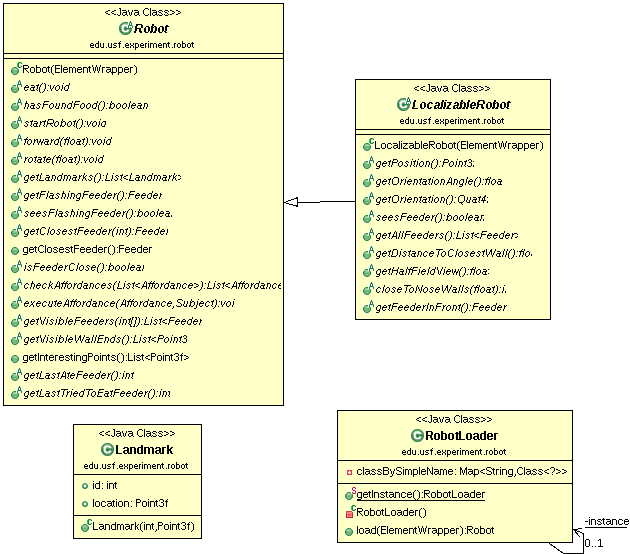 <<Java Class>>
Robot
edu.usf.experiment.robot
Robot(ElementWrapper)
eat():void
hasFoundFood():boolean
startRobot():void
forward(float):void
rotate(float):void
getLandmarks():List<Landmark>
getFlashingFeeder():Feeder
seesFlashingFeeder():boolea
getClosestFeeder(int):Feeder
getClosestFeeder():Feeder
isFeederClose():boolean
checkAffordances(List<Affordance>):List<Affordance
executeAffordance(Affordance,Subject):voi
getVisibleFeeders(int[]):List<Feeder
getVisibleWallEnds():List<Point3
getInterestingPoints():List<Point3f>
getLastAteFeeder():int
getLastTriedToEatFeeder():int
<<Java Class>>
LocalizableRobot
edu.usf.experiment.robot
LocalizableRobot(ElementWrapper)
getPosition():Point3
getOrientationAngle():floa
getOrientation():Quat4
seesFeeder():boolean
getAllFeeders():List<Feeder>
getDistanceToClosestWall():floa
getHalfFieldView():floa
closeToNoseWalls(float):i
getFeederInFront():Feeder
<<Java Class>>
Landmark
edu.usf.experiment.robot
id: int
location: Point3f
Landmark(int,Point3f)
<<Java Class>>
RobotLoader
edu.usf.experiment.robot
classBySimpleName: Map<String,Class<?>>
getInstance():RobotLoader
RobotLoader()
load(ElementWrapper):Robot
-instance
0..1